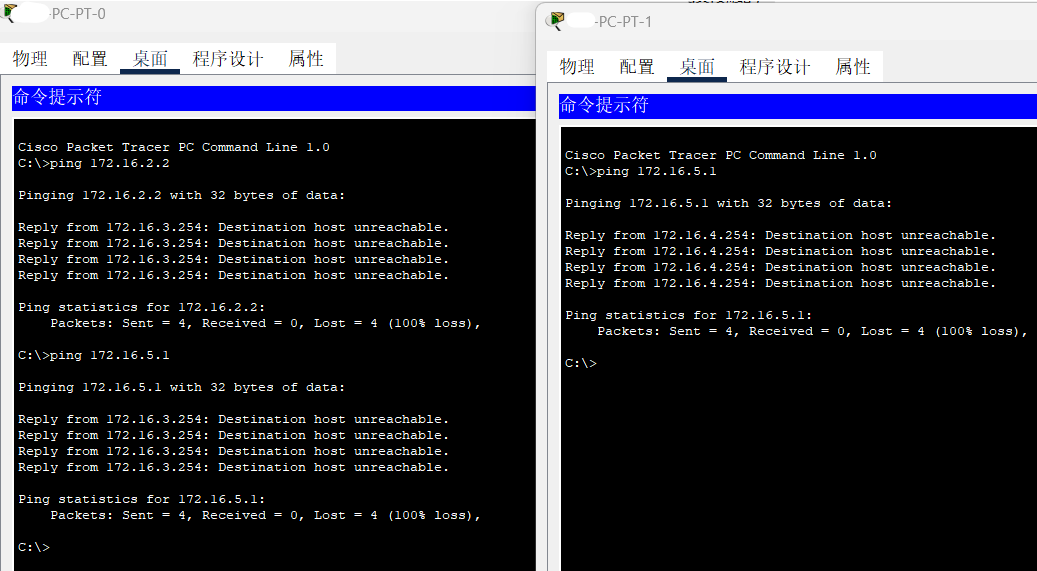 -PC-PT-0
物理 配置 桌面 程序设计 属性
命令提示符
Cisco Packet Tracer PC Command Line 1.0
C:\>ping 172.16.2.2
Pinging 172.16.2.2 with 32 bytes of data:
Reply from 172.16.3.254: Destination host unreachable.
Reply from 172.16.3.254: Destination host unreachable.
Reply from 172.16.3.254: Destination host unreachable.
Reply from 172.16.3.254: Destination host unreachable.
Ping statistics for 172.16.2.2:
Packets: Sent = 4, Received = 0, Lost = 4 (100% loss),
C:\>ping 172.16.5.1
Pinging 172.16.5.1 with 32 bytes of data:
Reply from 172.16.3.254: Destination host unreachable.
Reply from 172.16.3.254: Destination host unreachable.
Reply from 172.16.3.254: Destination host unreachable.
Reply from 172.16.3.254: Destination host unreachable.
Ping statistics for 172.16.5.1:
Packets: Sent = 4, Received = 0, Lost = 4 (100% loss),
C:\>
-PC-PT-1
物理 配置 桌面 程序设计 属性
命令提示符
Cisco Packet Tracer PC Command Line 1.0
C:\>ping 172.16.5.1
Pinging 172.16.5.1 with 32 bytes of data:
Reply from 172.16.4.254: Destination host unreachable.
Reply from 172.16.4.254: Destination host unreachable.
Reply from 172.16.4.254: Destination host unreachable.
Reply from 172.16.4.254: Destination host unreachable.
Ping statistics for 172.16.5.1:
Packets: Sent = 4, Received = 0, Lost = 4 (100% loss),
C:\>